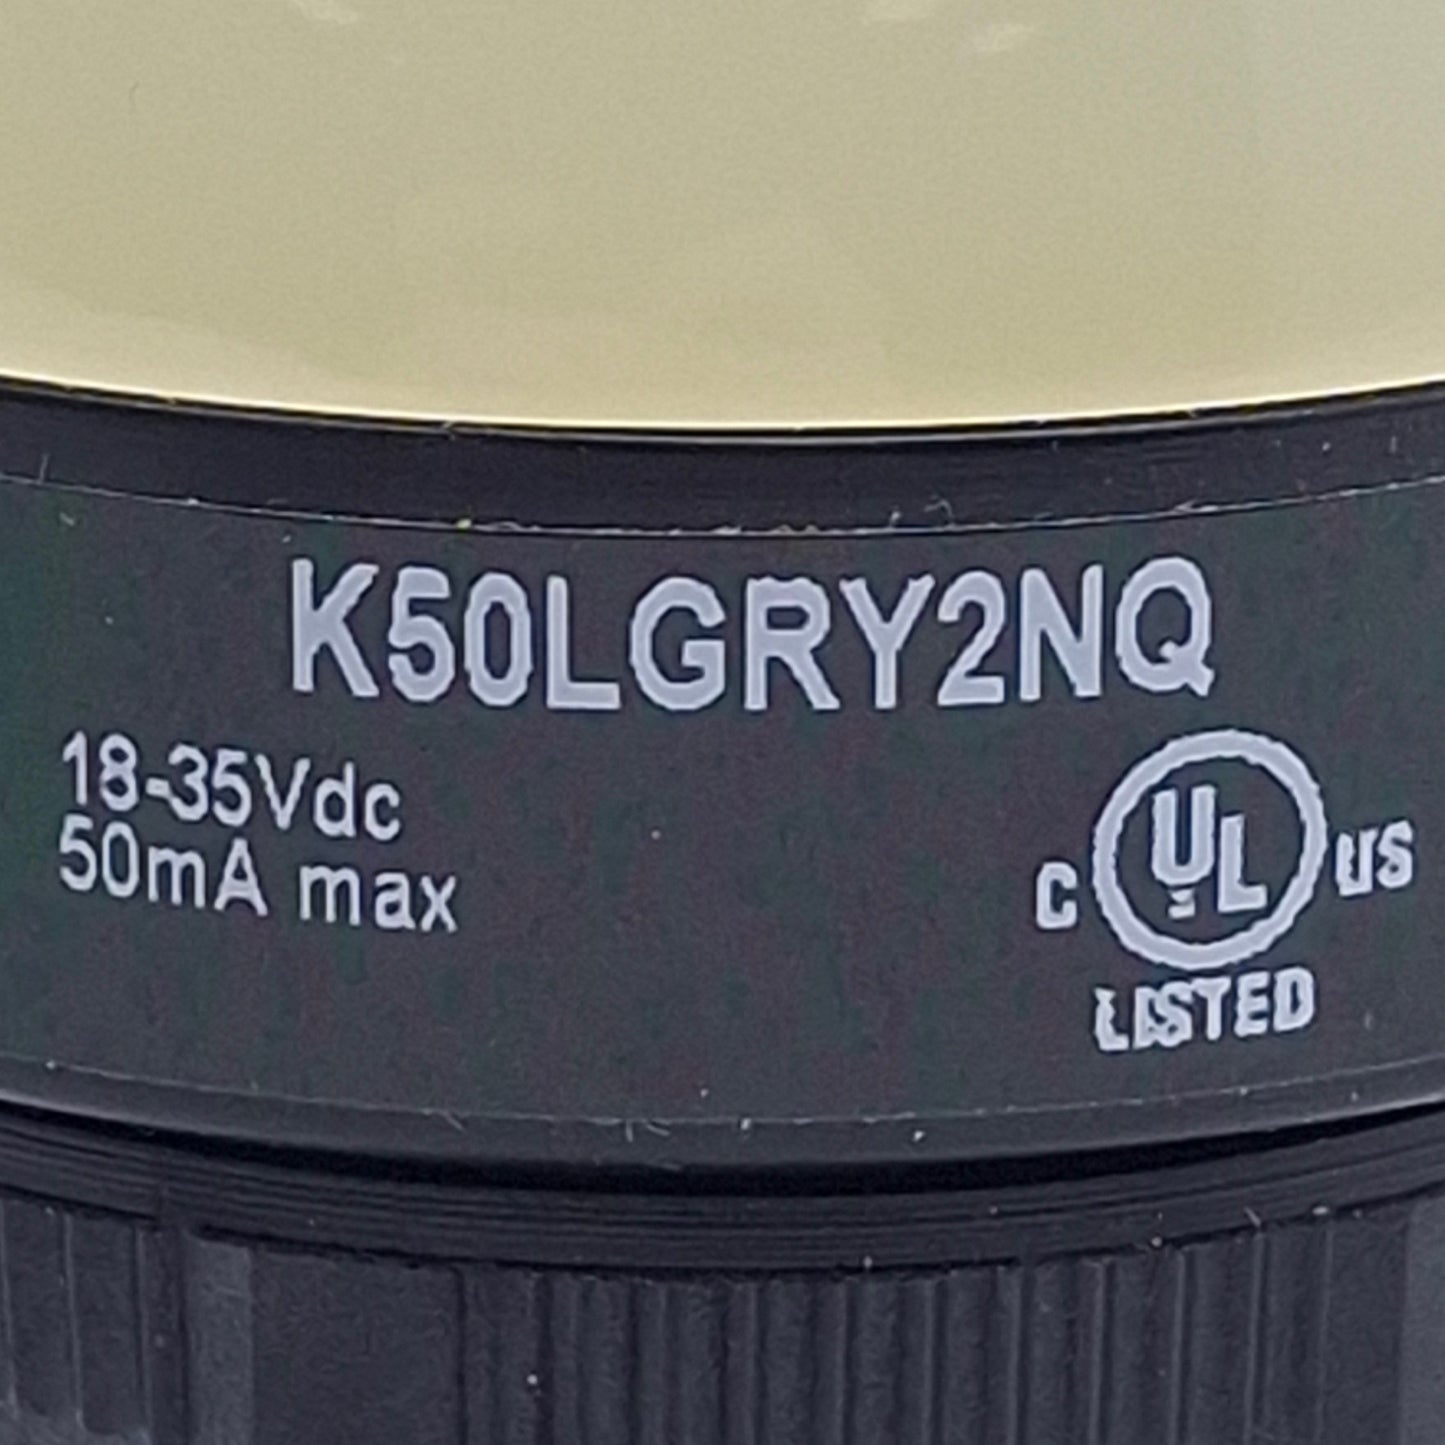 K50LGRY2NQ
18-35Vdc
50mA max
C UL US
LISTED